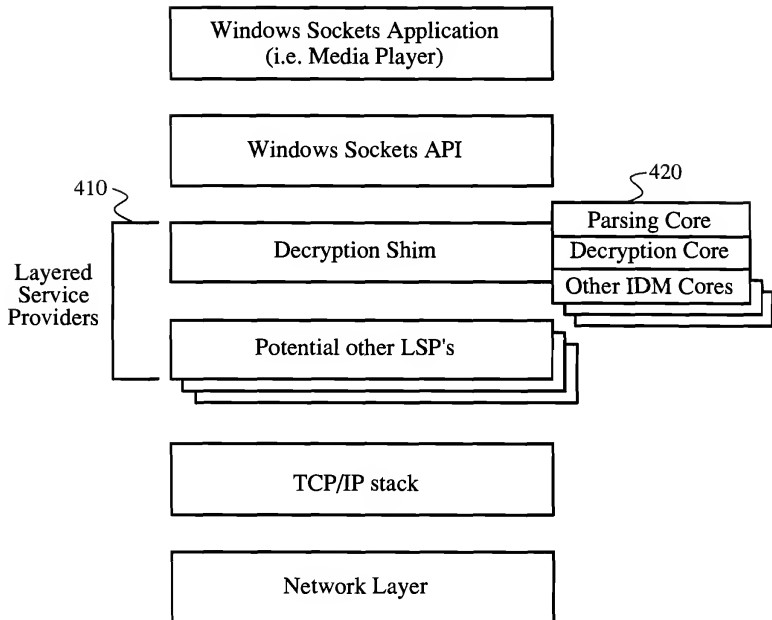 Windows Sockets Application
(i.e. Media Player)
Windows Sockets API
410
420
Parsing Core
Decryption Shim
Decryption Core
Layered
Service
Providers
Other IDM Cores
Potential other LSP's
TCP/IP stack
Network Layer